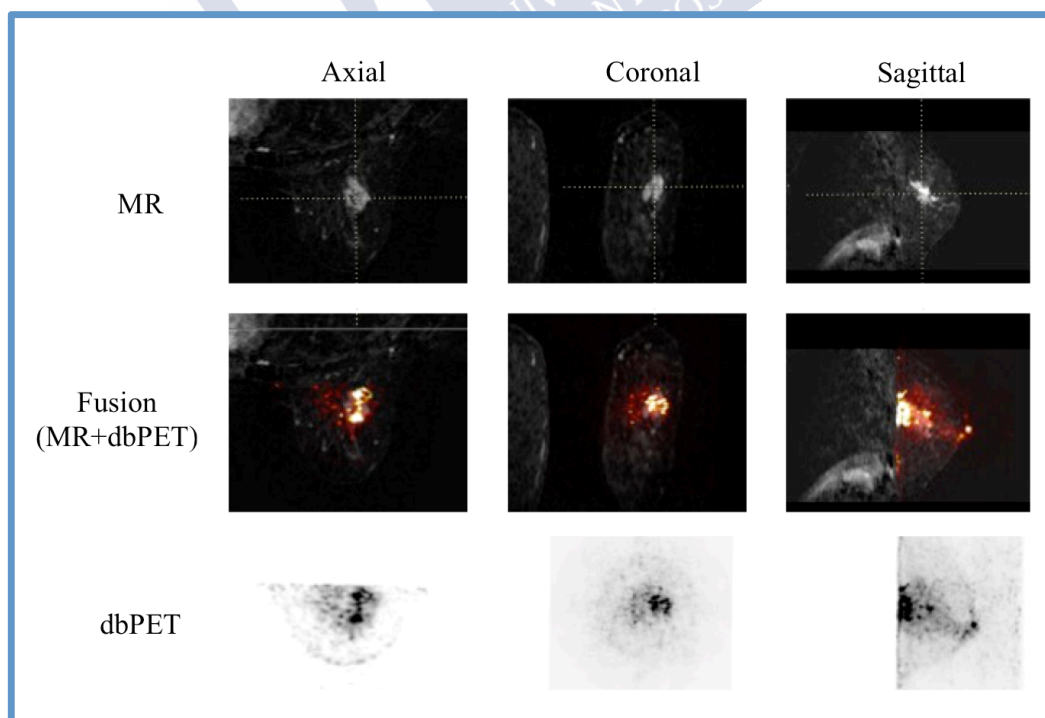 Axial
Coronal
Sagittal
MR
Fusion
(MR+dbPET)
dbPET